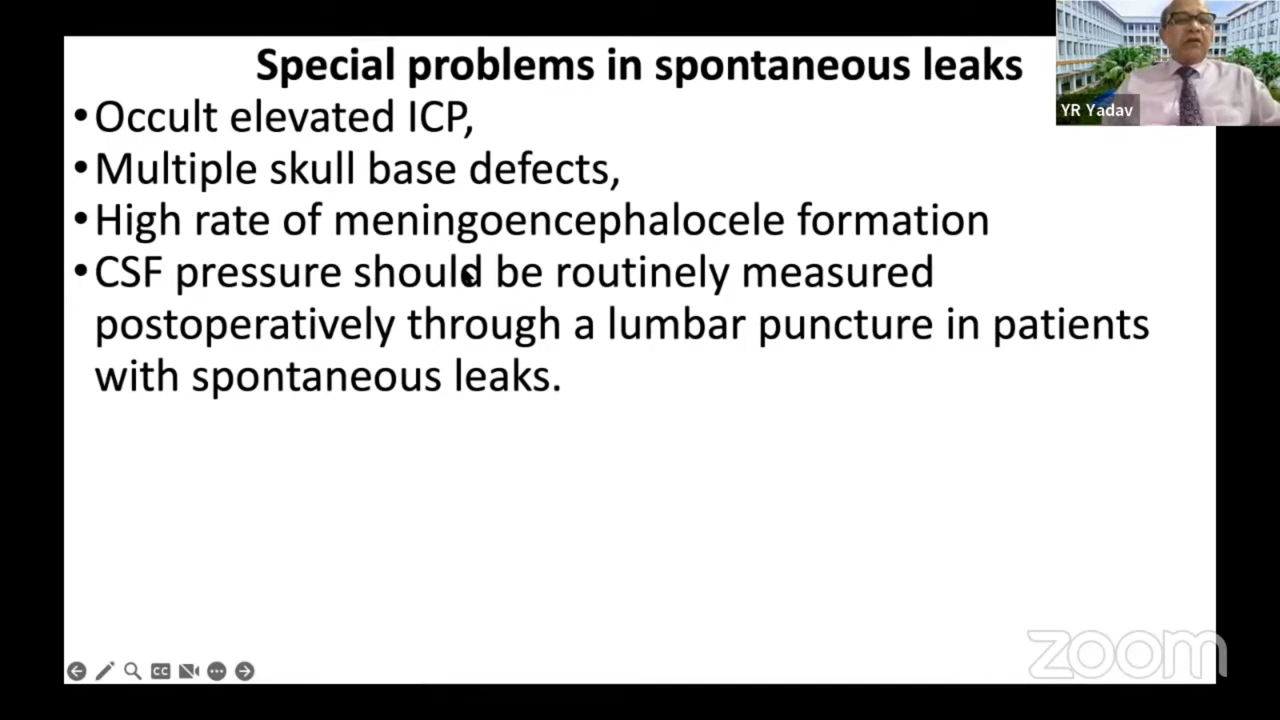 Special problems in spontaneous leaks
•Occult elevated ICP,
•Multiple skull base defects,
•High rate of meningoencephalocele formation
•CSF pressure should be routinely measured
postoperatively through a lumbar puncture in patients
with spontaneous leaks.
YR Yadav
CC
zoom